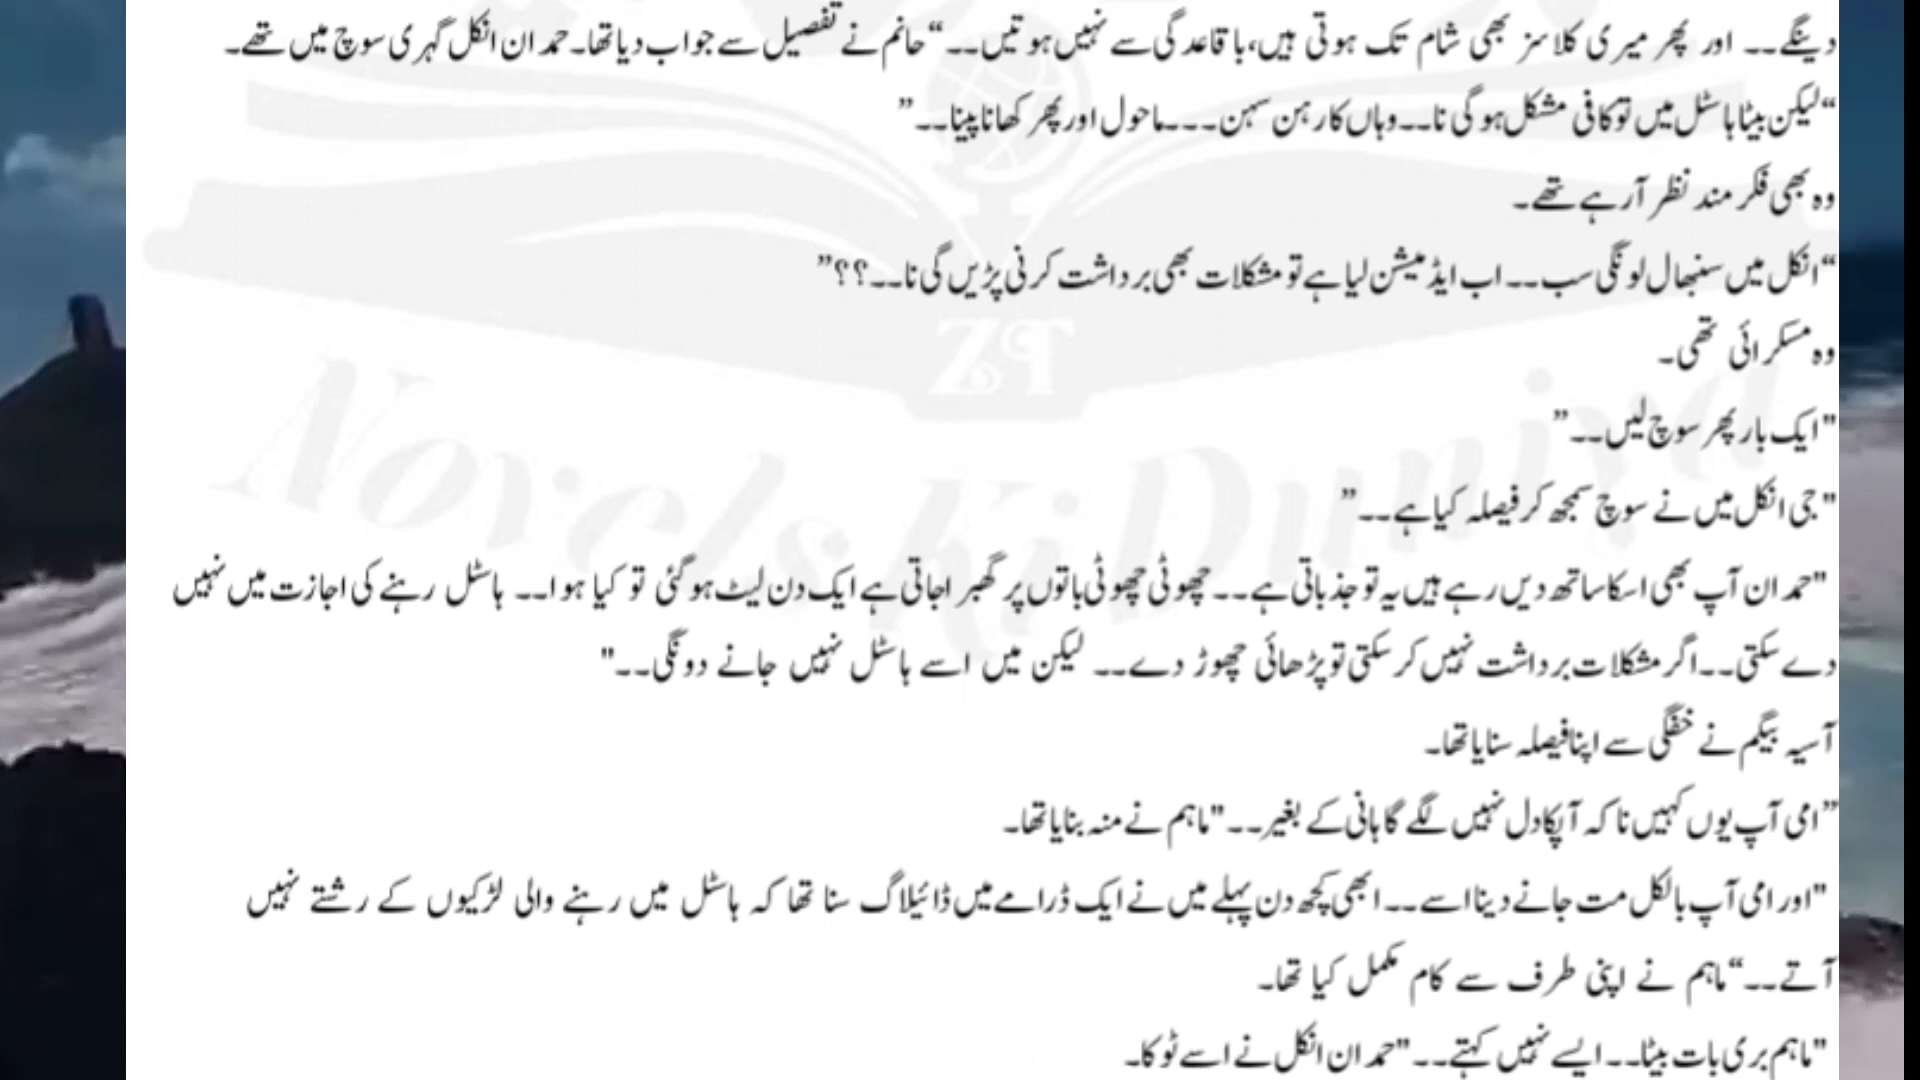 دینگے۔۔ اور پھر میری کلاسز بھی شام تک ہوتی ہیں، باقاعدگی سے نہیں ہوتیں۔۔“ حانم نے تفصیل سے جواب دیا تھا۔ حمدان انکل گہری سوچ میں تھے۔
“لیکن بیٹا ہاسٹل میں تو کافی مشکل ہوگی نا۔۔ وہاں کا رہن سہن۔۔۔ ماحول اور پھر کھانا پینا۔۔”
وہ بھی فکر مند نظر آرہے تھے۔
“انکل میں سنبھال لونگی سب۔۔ اب ایڈمیشن لیا ہے تو مشکلات بھی برداشت کرنی پڑیں گی نا۔۔؟؟”
وہ مسکرائی تھی۔
"ایک بار پھر سوچ لیں۔۔”
"جی انکل میں نے سوچ سمجھ کر فیصلہ کیا ہے۔۔”
"حمدان آپ بھی اسکا ساتھ دیں رہے ہیں یہ تو جذباتی ہے۔۔ چھوٹی چھوٹی باتوں پر گھبرا جاتی ہے ایک دن لیٹ ہوگئی تو کیا ہوا۔۔ ہاسٹل رہنے کی اجازت میں نہیں
دے سکتی۔۔ اگر مشکلات برداشت نہیں کر سکتی تو پڑھائی چھوڑ دے۔۔ لیکن میں اسے ہاسٹل نہیں جانے دونگی۔۔"
آسیہ بیگم نے خفگی سے اپنا فیصلہ سنایا تھا۔
”امی آپ یوں کہیں نا کہ آپکا دل نہیں لگے گا ہانی کے بغیر۔۔" ماہم نے منہ بنایا تھا۔
"اور امی آپ بالکل مت جانے دینا اسے۔۔ ابھی کچھ دن پہلے میں نے ایک ڈرامے میں ڈائیلاگ سنا تھا کہ ہاسٹل میں رہنے والی لڑکیوں کے رشتے نہیں
آتے۔۔“ ماہم نے اپنی طرف سے کام مکمل کیا تھا۔
"ماہم بری بات بیٹا۔۔ ایسے نہیں کہتے۔۔" حمدان انکل نے اسے ٹوکا۔
ZT
Novels Ki Duniya